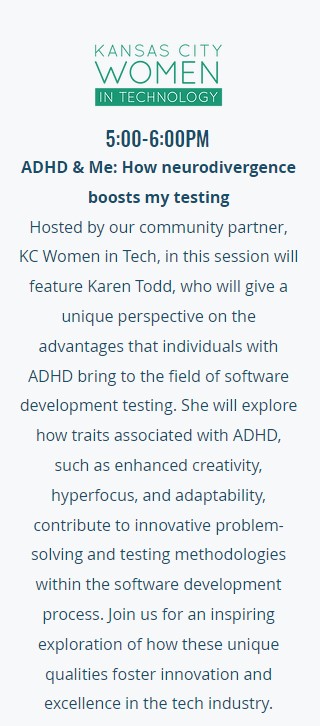 KANSAS CITY
WOMEN
IN TECHNOLOGY
5:00-6:00PM
ADHD & Me: How neurodivergence
boosts my testing
Hosted by our community partner,
KC Women in Tech, in this session will
feature Karen Todd, who will give a
unique perspective on the
advantages that individuals with
ADHD bring to the field of software
development testing. She will explore
how traits associated with ADHD,
such as enhanced creativity,
hyperfocus, and adaptability,
contribute to innovative problem-
solving and testing methodologies
within the software development
process. Join us for an inspiring
exploration of how these unique
qualities foster innovation and
excellence in the tech industry.